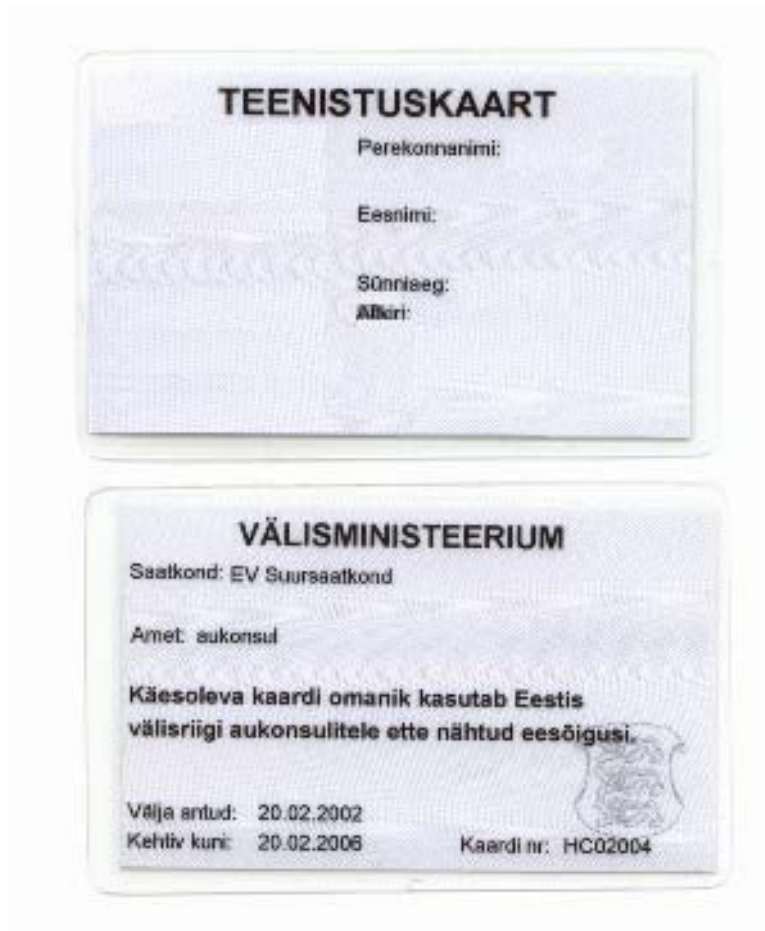 TEENISTUSKAART
Perekonnanimi:
Eesnimi:
Sünniaeg:
Allkiri:
VÄLISMINISTEERIUM
Saatkond: EV Suursaatkond
Amet: aukonsul
Käesoleva kaardi omanik kasutab Eestis
välisriigi aukonsulitele ette nähtud eesõigusi.
Välja antud: 20.02.2002
Kehtiv kuni: 20.02.2006
Kaardi nr: HC02004